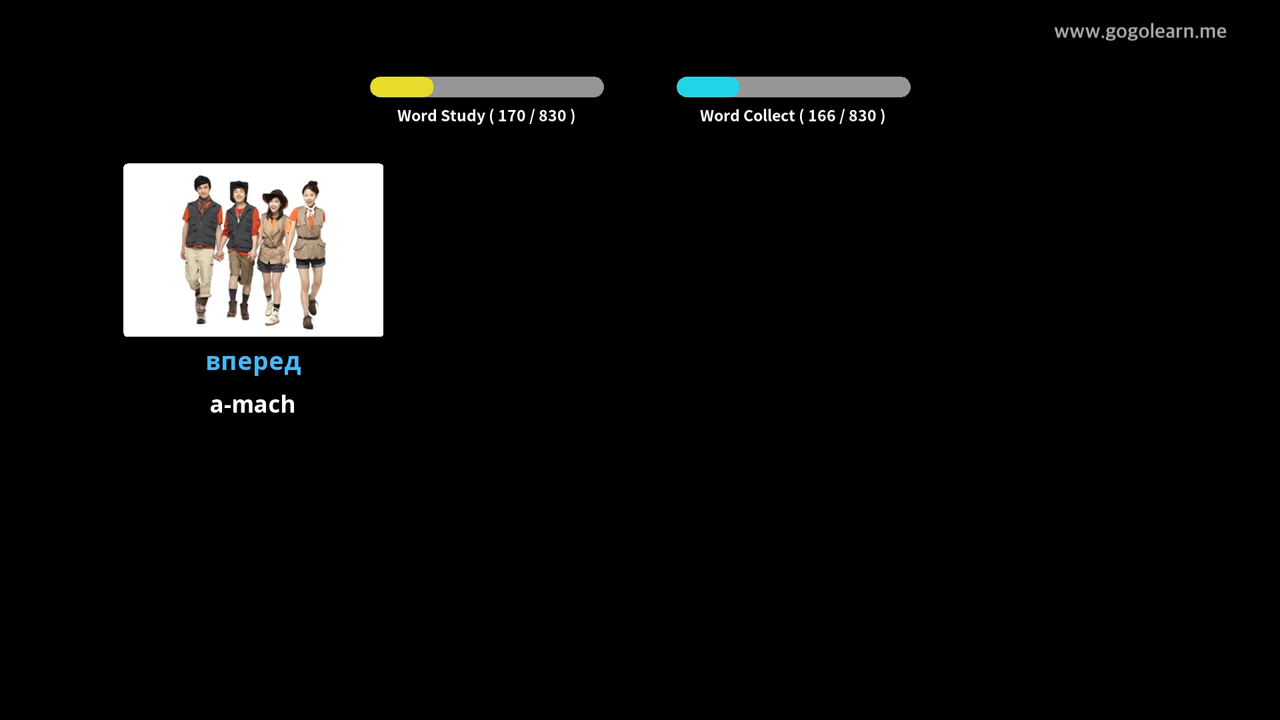 www.gogolearn.me
Word Study ( 170 / 830 )
Word Collect ( 166 / 830 )
вперед
a-mach